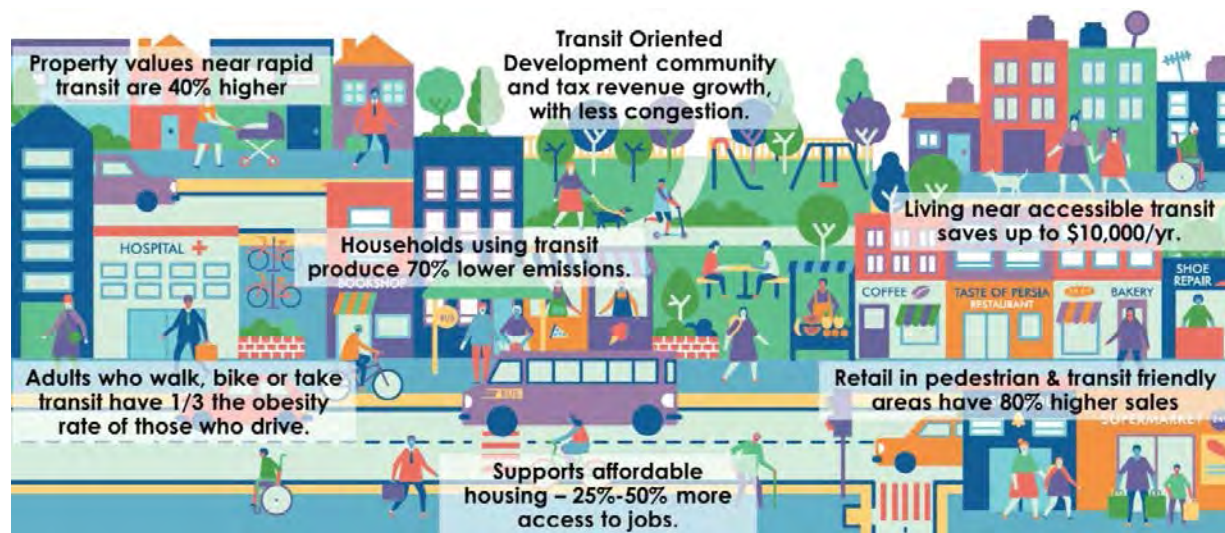 Property values near rapid
transit are 40% higher
Transit Oriented
Development community
and tax revenue growth,
with less congestion.
Living near accessible transit
saves up to $10,000/yr.
HOSPITAL
Households using transit
produce 70% lower emissions.
BOOKSHOP
BUS
COFFEE
TASTE OF PERSIA
RESTAURANT
BAKERY
SHOE
REPAIR
Adults who walk, bike or take
transit have 1/3 the obesity
rate of those who drive.
BUS
Retail in pedestrian & transit friendly
areas have 80% higher sales
SUPERMARKET
Supports affordable
housing – 25%-50% more
access to jobs.